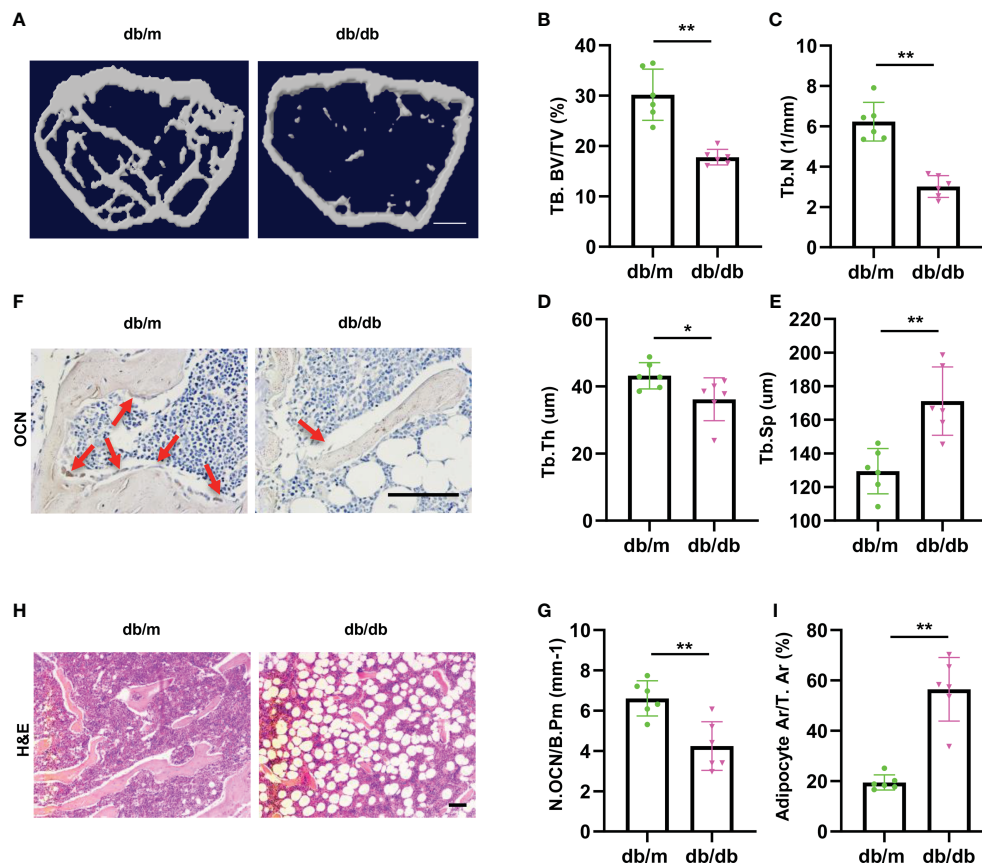 A
db/m
db/db
B
TB. BV/TV (%)
40
30
20
10
0
**
db/m
db/db
C
Tb.N (1/mm)
10
8
6
4
2
0
**
db/m
db/db
F
db/m
db/db
OCN
D
Tb.Th (um)
60
40
20
0
*
db/m
db/db
E
Tb.Sp (um)
220
200
180
160
140
120
100
**
db/m
db/db
H
db/m
db/db
H&E
G
N.OCN/B.Pm (mm-1)
10
8
6
4
2
0
**
db/m
db/db
I
Adipocyte Ar/T. Ar (%)
80
60
40
20
0
**
db/m
db/db